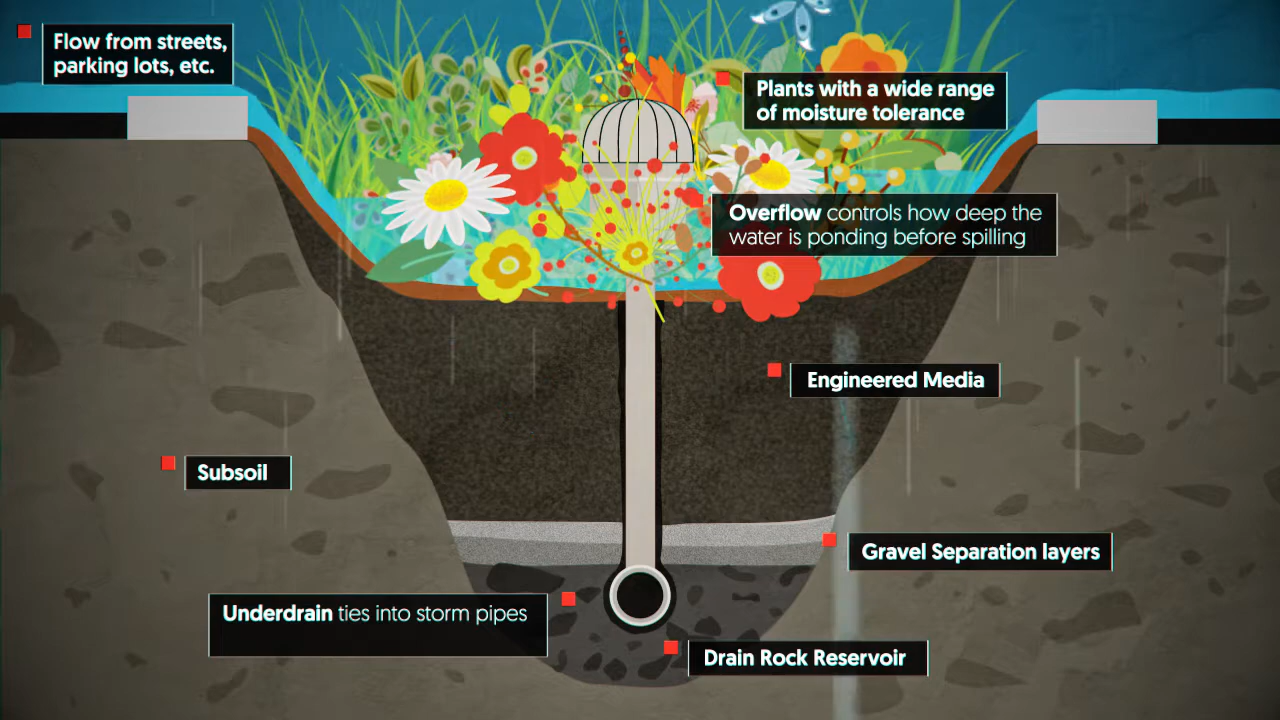 Flow from streets,
parking lots, etc.
Plants with a wide range
of moisture tolerance
Overflow controls how deep the
water is ponding before spilling
Engineered Media
Subsoil
Gravel Separation layers
Underdrain ties into storm pipes
Drain Rock Reservoir